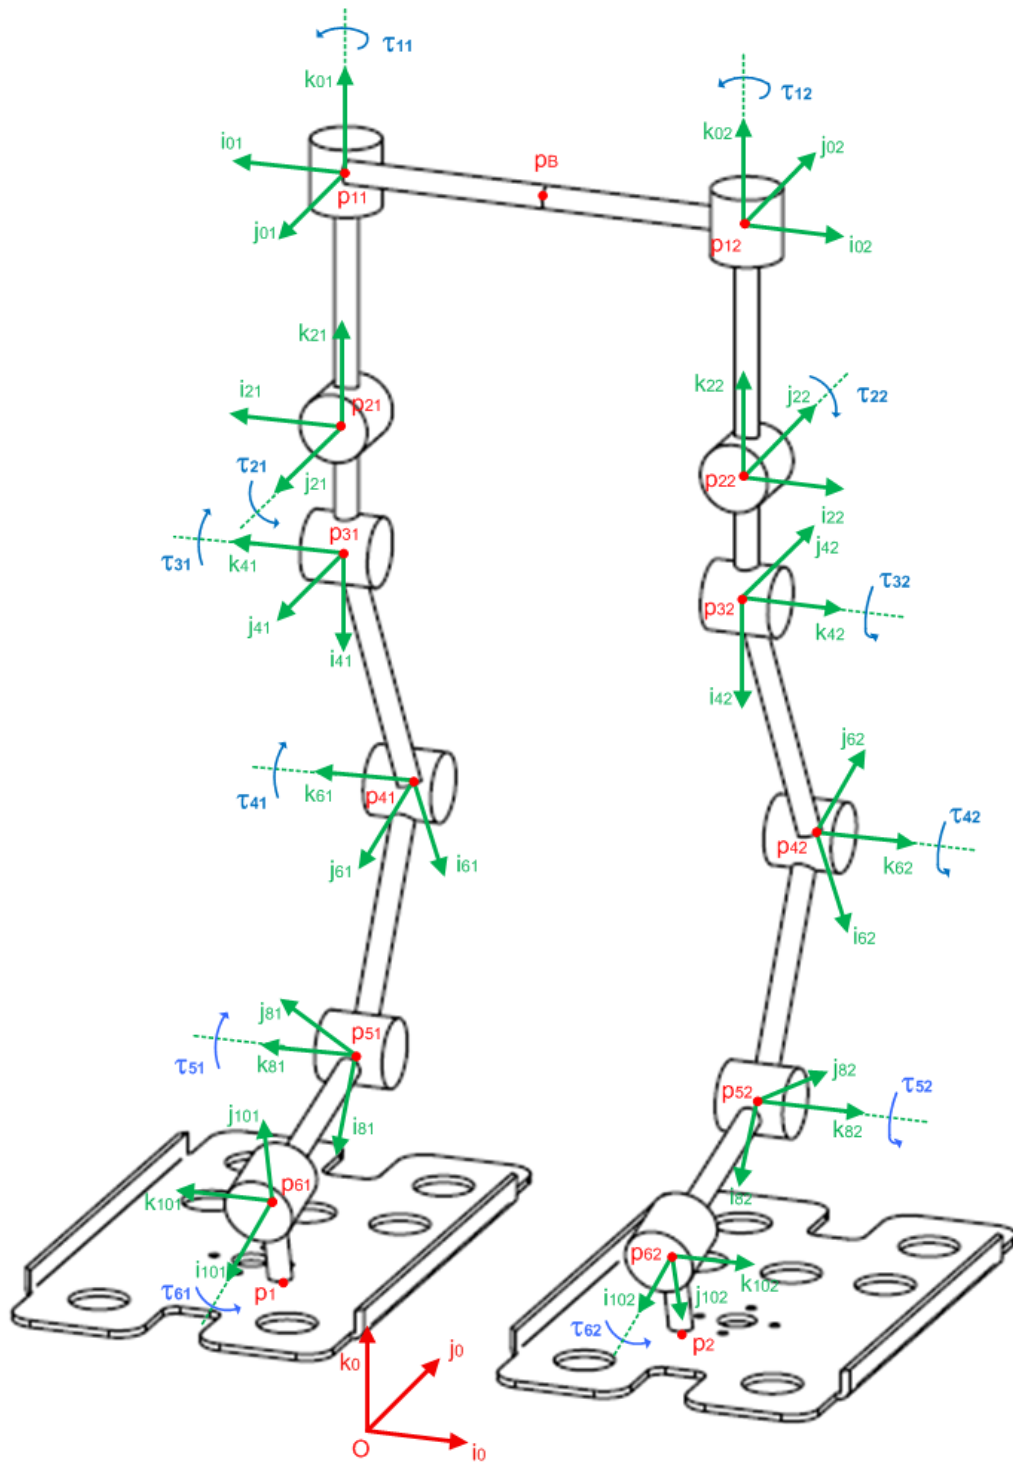 τ11
k01
τ12
k02
i01
j02
pB
p11
j01
p12
i02
k21
k22
i21
p21
j22
τ22
τ21
j21
p22
p31
i22
j42
τ31
k41
τ32
p32
k42
j41
i41
i42
j62
k61
p41
τ41
τ42
p42
k62
j61
i61
i62
j81
p51
k81
τ51
j82
p52
τ52
k82
i81
j101
i82
p61
k101
p62
i101
k102
τ61
p1
i102
j102
τ62
p2
k0
j0
O
i0